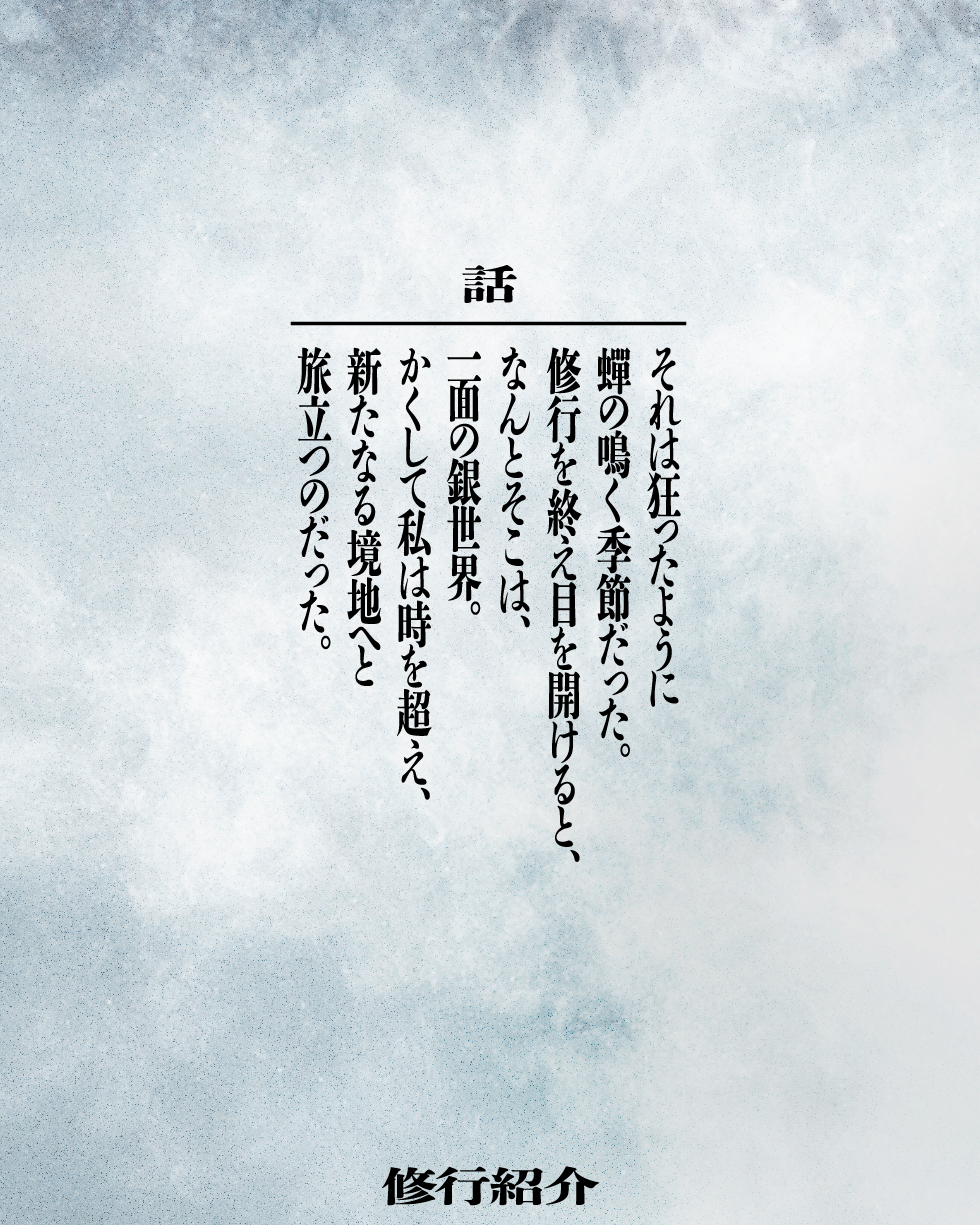 話
それは狂ったように
蟬の鳴く季節だった。
修行を終え目を開けると、
なんとそこは、
一面の銀世界。
かくして私は時を超え、
新たなる境地へと
旅立つのだった。
修行紹介